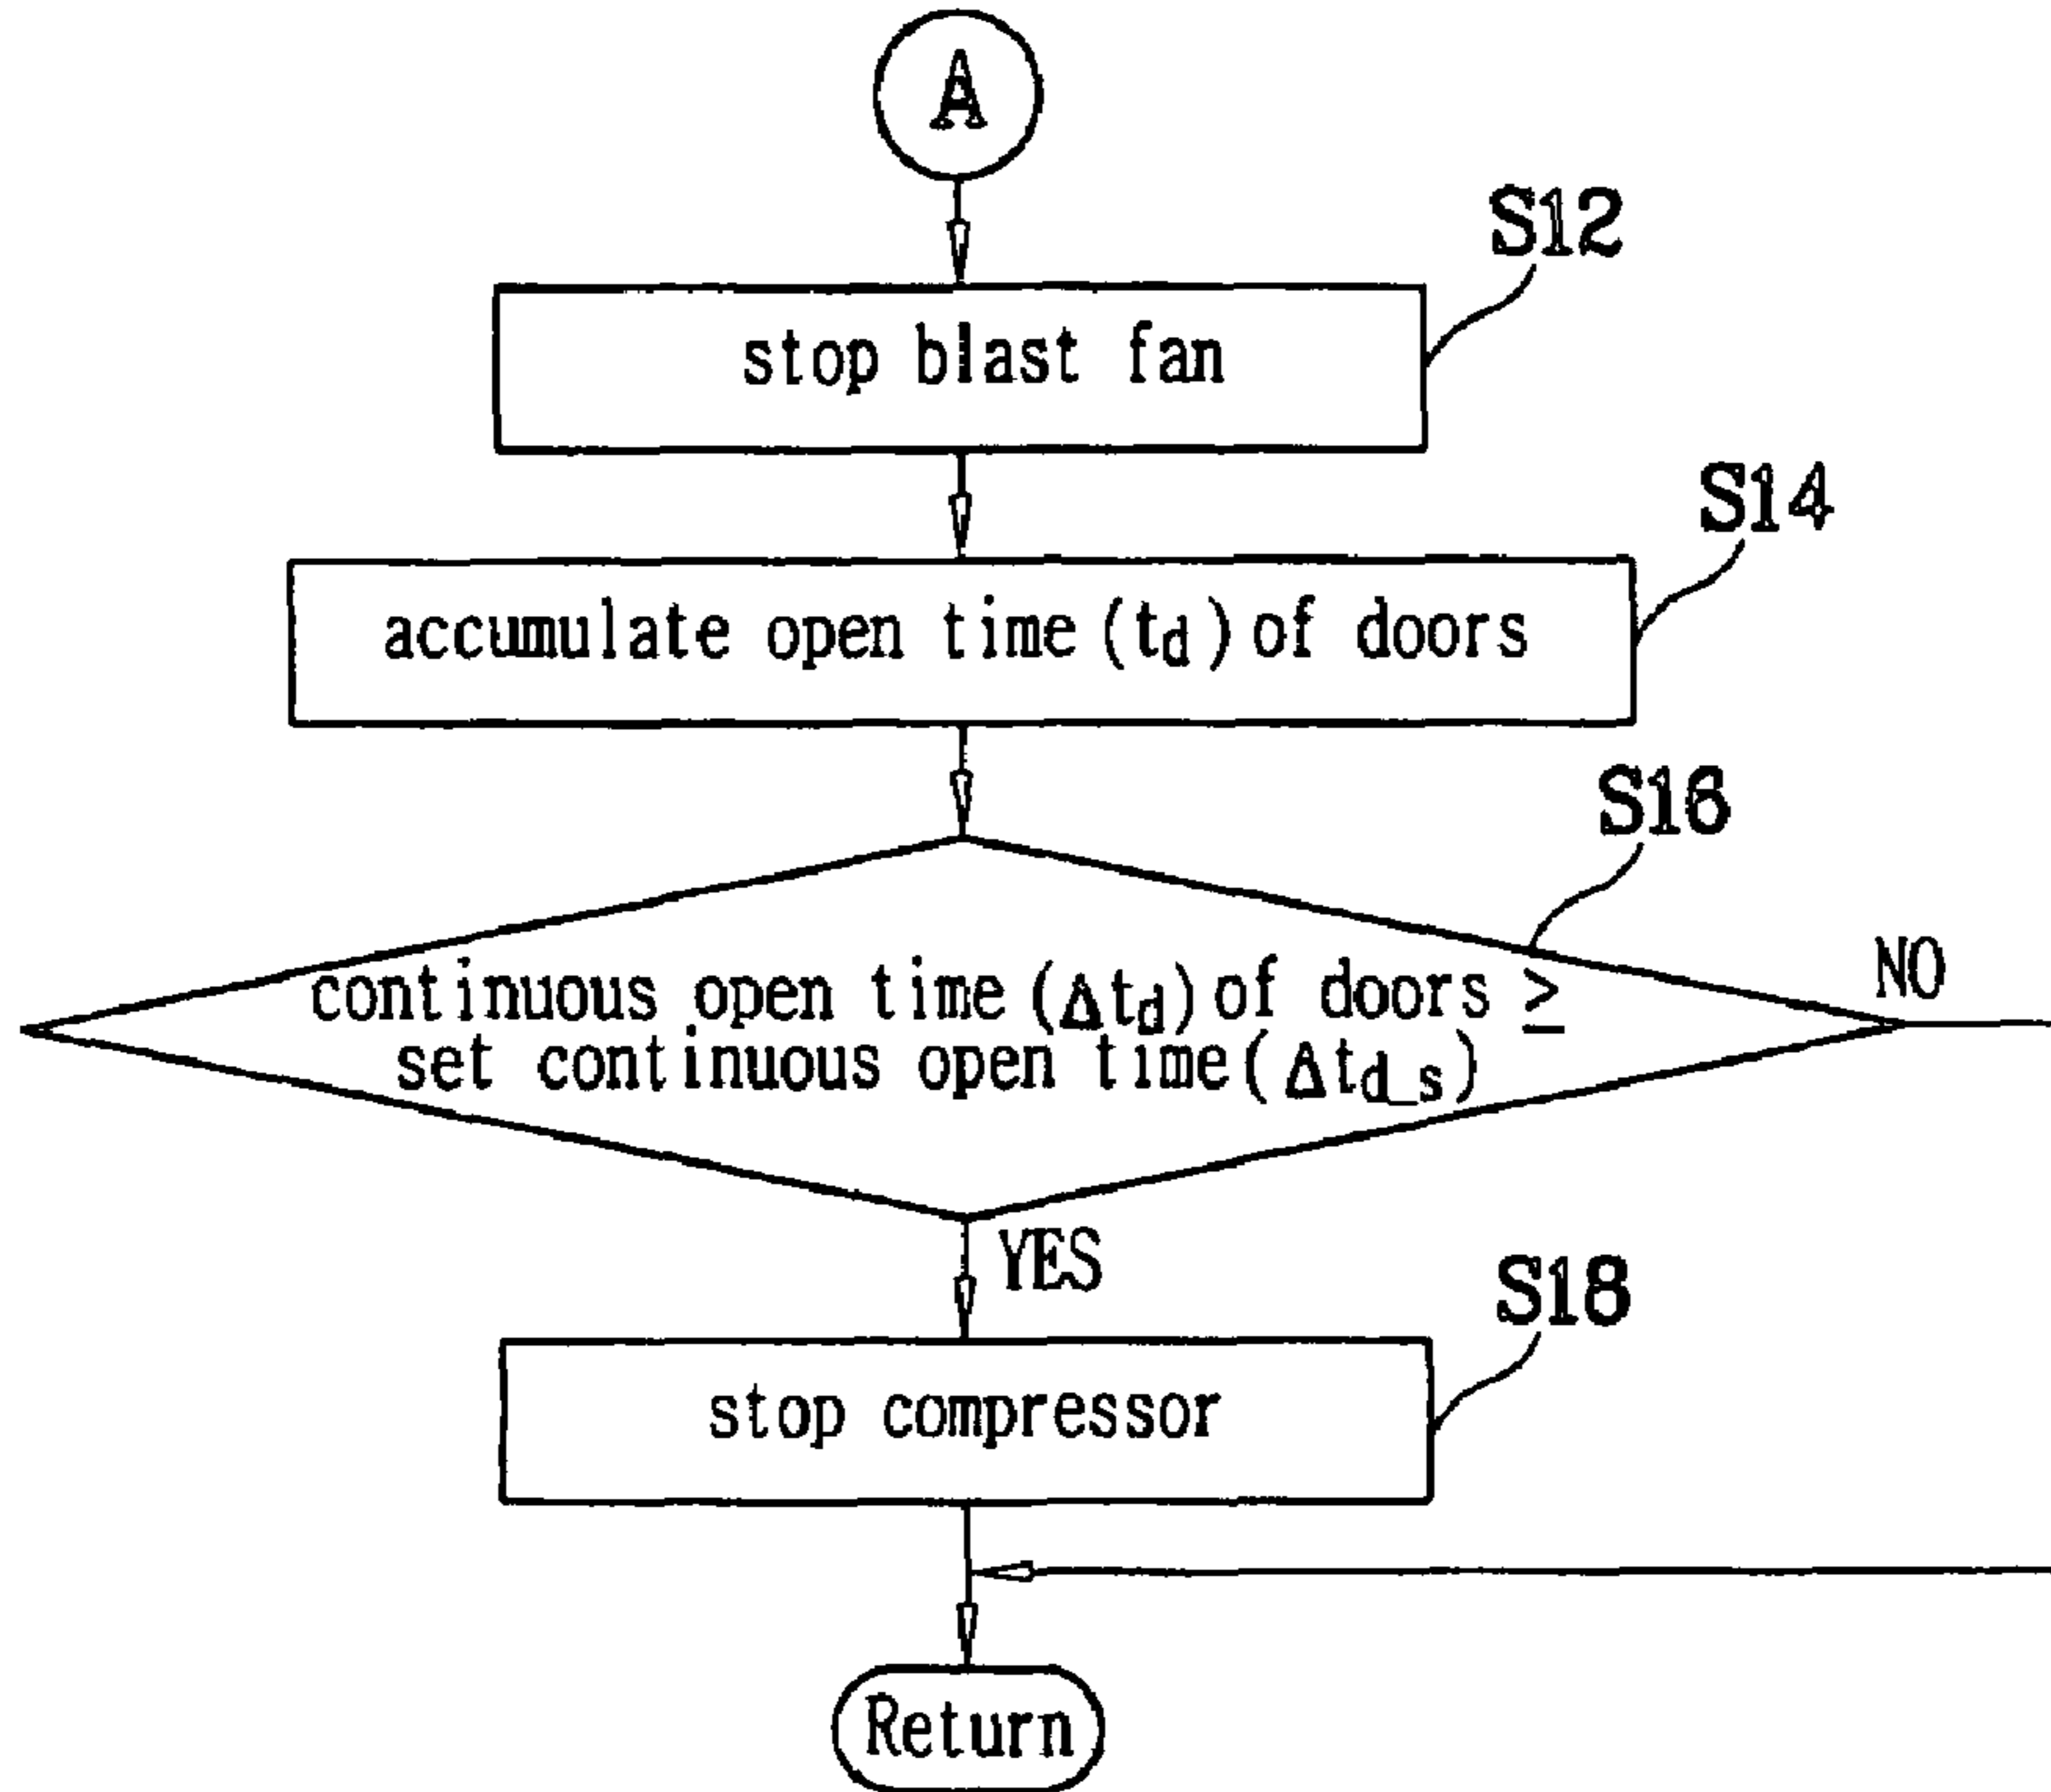 A
S12
stop blast fan
S14
accumulate open time (td) of doors
S16
continuous open time (Δtd) of doors ≥
set continuous open time (Δtd_s)
NO
YES
S18
stop compressor
Return